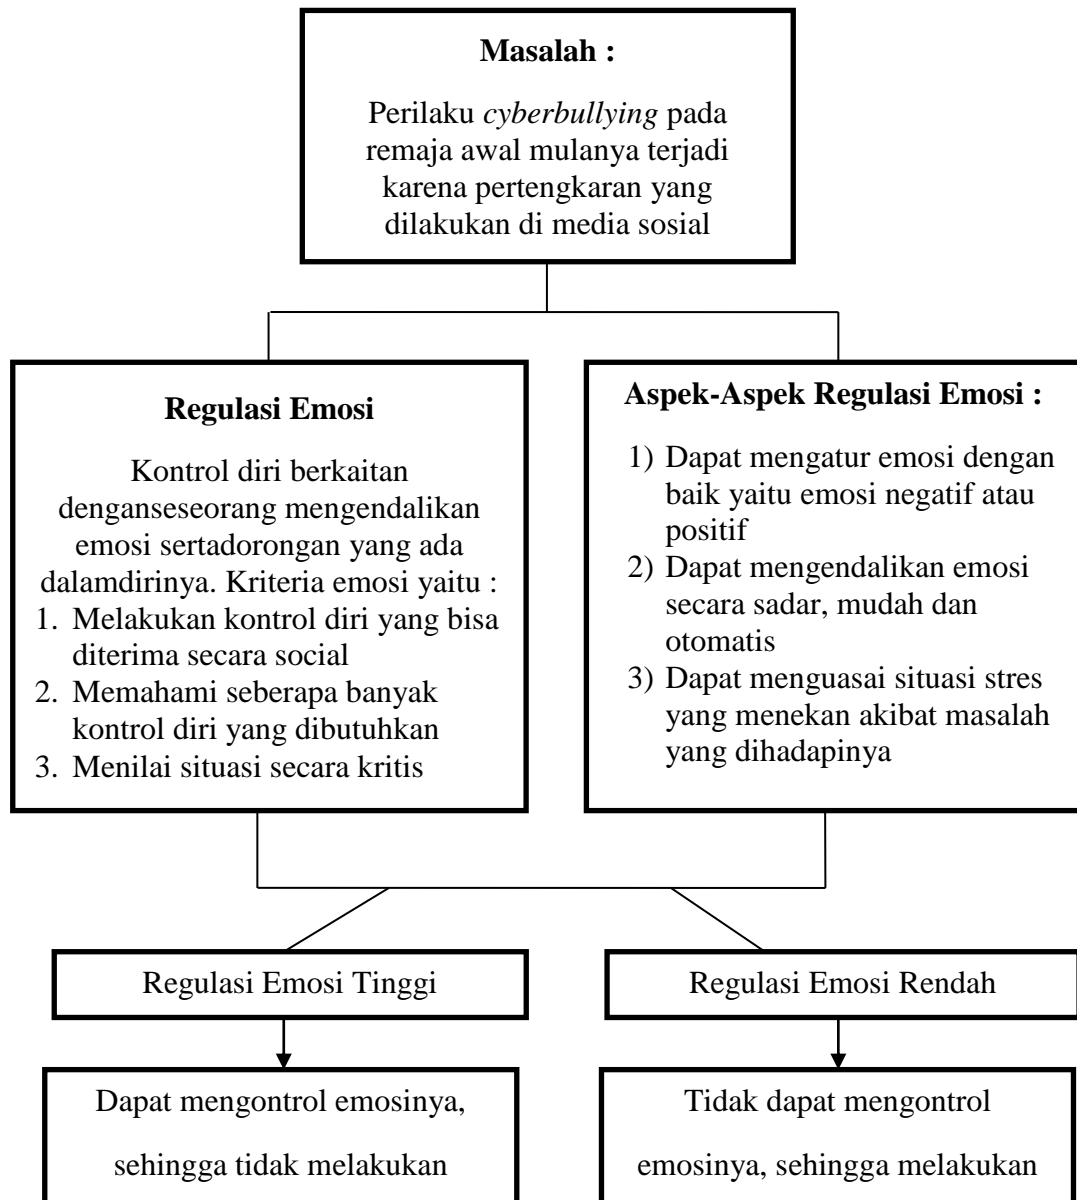 Masalah :
Perilaku cyberbullying pada
remaja awal mulanya terjadi
karena pertengkaran yang
dilakukan di media sosial
Regulasi Emosi
Kontrol diri berkaitan
denganseseorang mengendalikan
emosi sertadorongan yang ada
dalamdirinya. Kriteria emosi yaitu :
1. Melakukan kontrol diri yang bisa
diterima secara social
2. Memahami seberapa banyak
kontrol diri yang dibutuhkan
3. Menilai situasi secara kritis
Aspek-Aspek Regulasi Emosi :
1) Dapat mengatur emosi dengan
baik yaitu emosi negatif atau
positif
2) Dapat mengendalikan emosi
secara sadar, mudah dan
otomatis
3) Dapat menguasai situasi stres
yang menekan akibat masalah
yang dihadapinya
Regulasi Emosi Tinggi
Regulasi Emosi Rendah
Dapat mengontrol emosinya,
sehingga tidak melakukan
Tidak dapat mengontrol
emosinya, sehingga melakukan